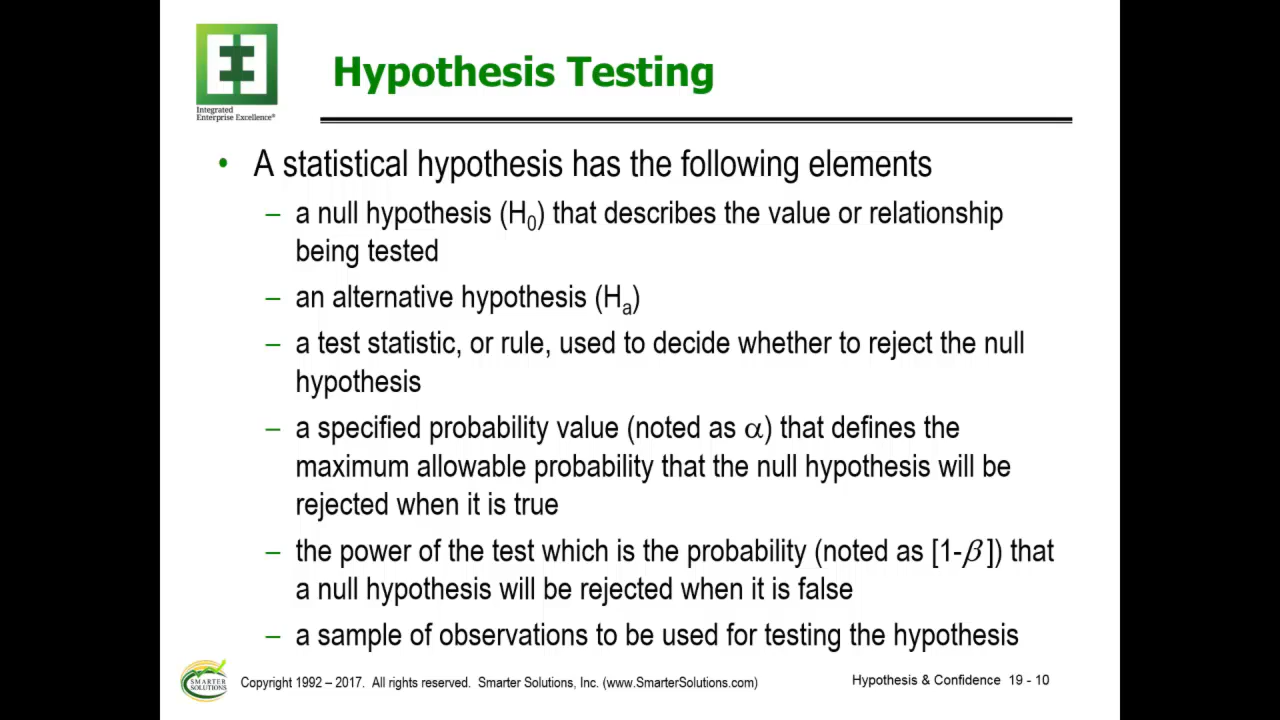 Integrated
Enterprise Excellence®
Hypothesis Testing
• A statistical hypothesis has the following elements
– a null hypothesis (H0) that describes the value or relationship
being tested
– an alternative hypothesis (Ha)
– a test statistic, or rule, used to decide whether to reject the null
hypothesis
– a specified probability value (noted as α) that defines the
maximum allowable probability that the null hypothesis will be
rejected when it is true
– the power of the test which is the probability (noted as [1-β]) that
a null hypothesis will be rejected when it is false
– a sample of observations to be used for testing the hypothesis
SMARTER
SOLUTIONS
Copyright 1992 – 2017. All rights reserved. Smarter Solutions, Inc. (www.SmarterSolutions.com)
Hypothesis & Confidence 19 - 10